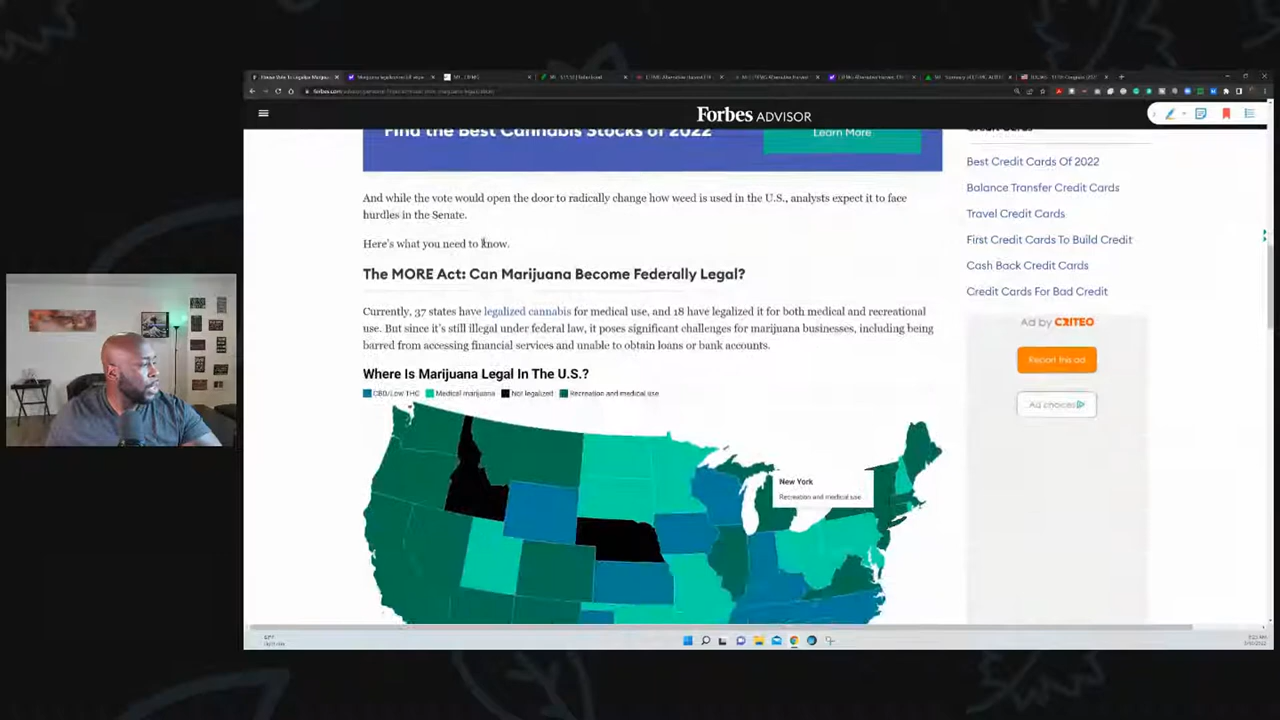 Forbes ADVISOR
Find the Best Cannabis Stocks of 2022
Learn More
And while the vote would open the door to radically change how weed is used in the U.S., analysts expect it to face
hurdles in the Senate.
Here's what you need to know.
The MORE Act: Can Marijuana Become Federally Legal?
Currently, 37 states have legalized cannabis for medical use, and 18 have legalized it for both medical and recreational
use. But since it's still illegal under federal law, it poses significant challenges for marijuana businesses, including being
barred from accessing financial services and unable to obtain loans or bank accounts.
Where Is Marijuana Legal In The U.S.?
CBD/Low THC Medical marijuana Not legalized Recreation and medical use
New York
Recreation and medical use
Credit Cards
Best Credit Cards Of 2022
Balance Transfer Credit Cards
Travel Credit Cards
First Credit Cards To Build Credit
Cash Back Credit Cards
Credit Cards For Bad Credit
Ad by CRITEO
Report this ad
Ad choices